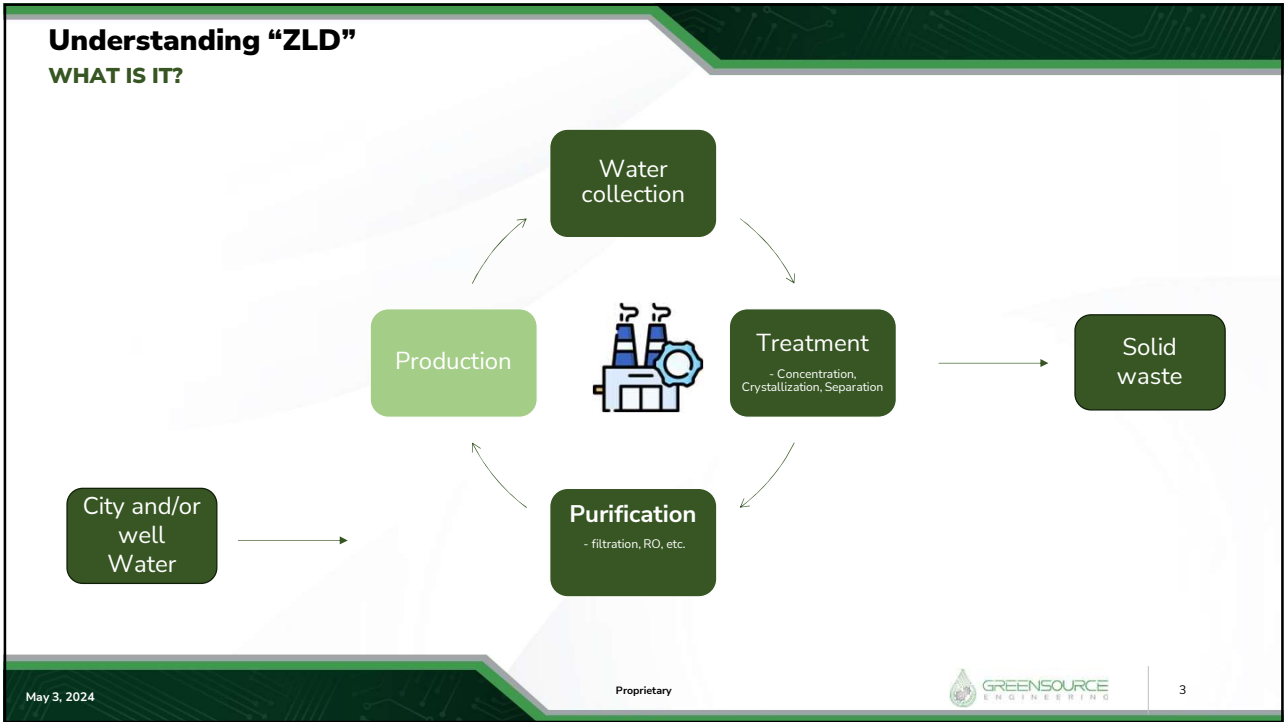 Understanding “ZLD”
WHAT IS IT?
Water
collection
Production
Treatment
- Concentration,
Crystallization, Separation
Solid
waste
City and/or
well
Water
Purification
- filtration, RO, etc.
May 3, 2024
Proprietary
GREENSOURCE
ENGINEERING
3